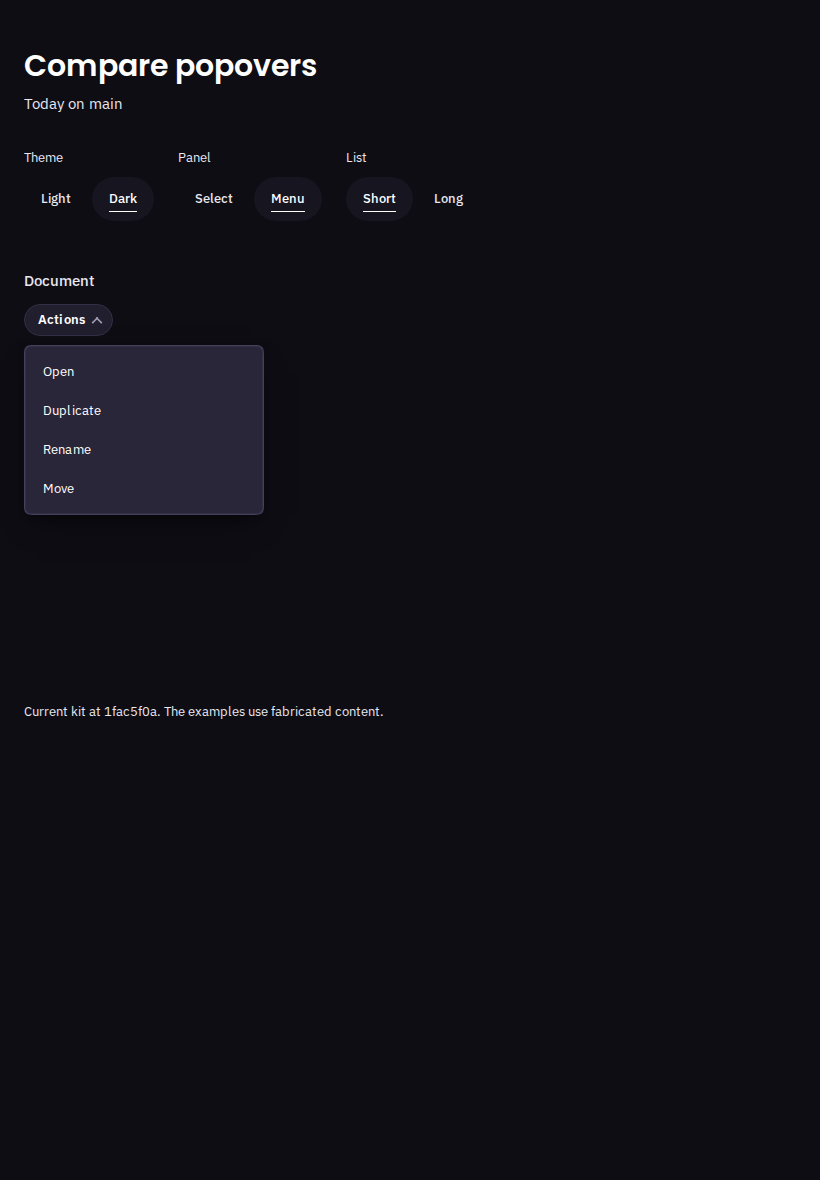 Compare popovers
Today on main
Theme Panel List
Light Dark Select Menu Short Long
Document
Actions
Open
Duplicate
Rename
Move
Current kit at 1fac5f0a. The examples use fabricated content.